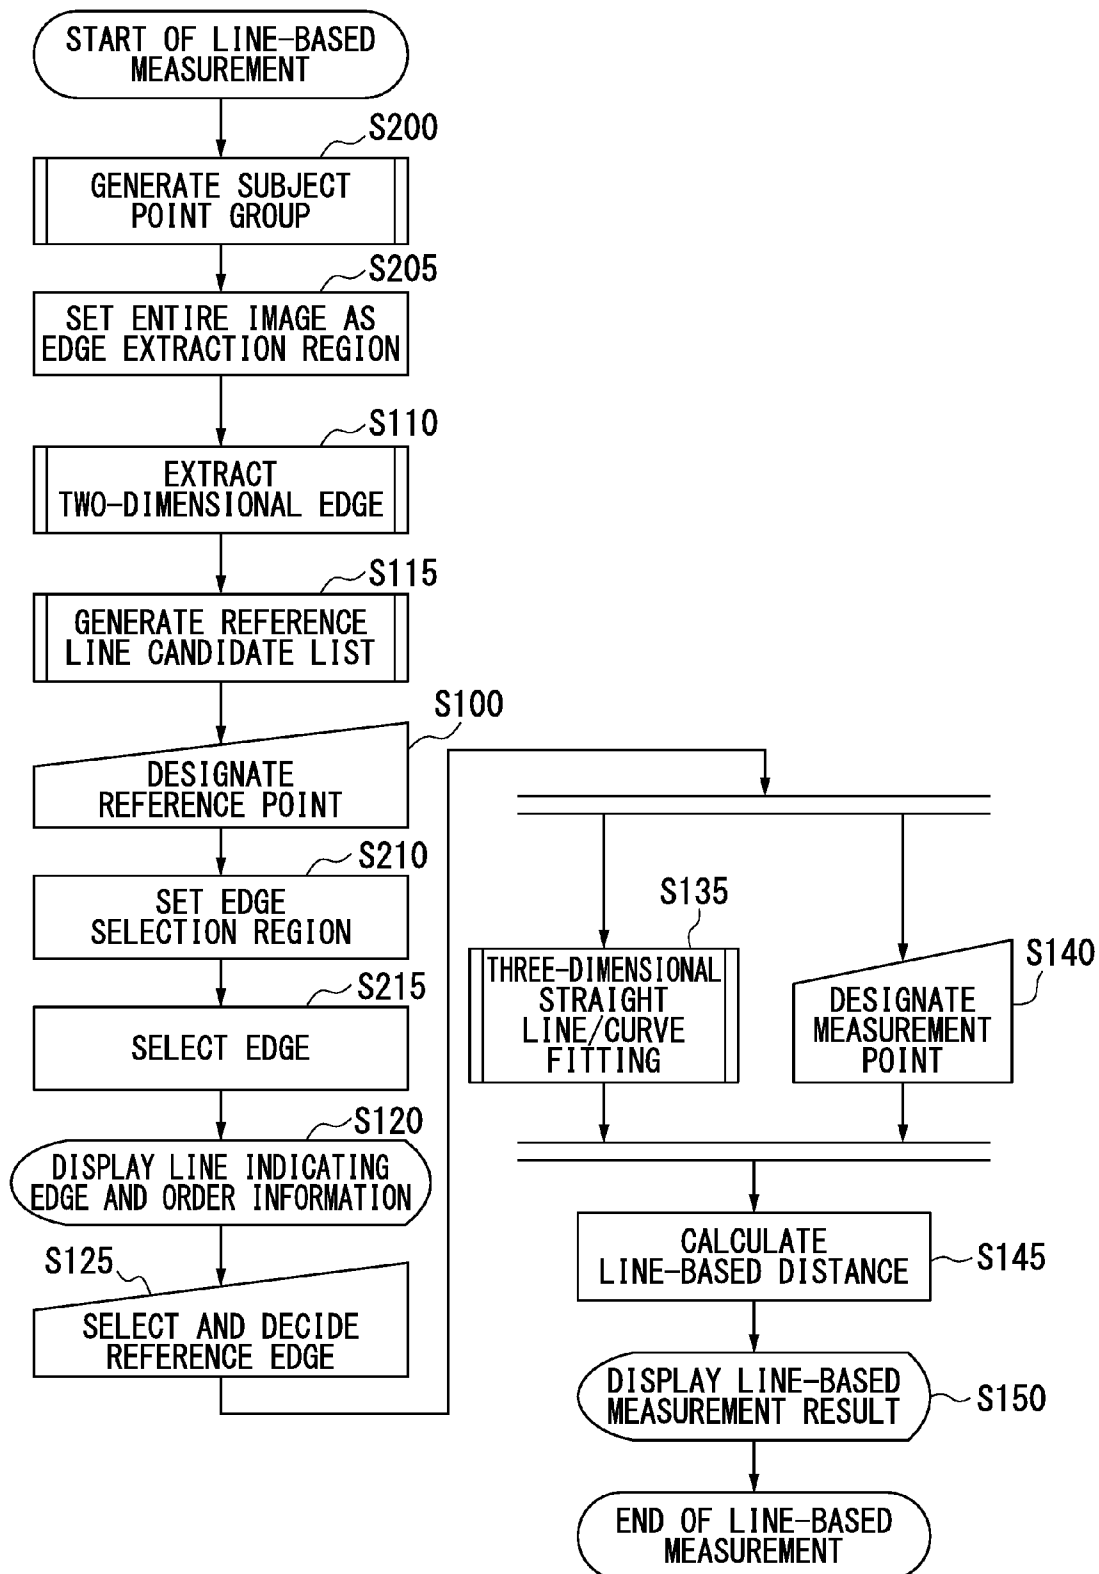 START OF LINE-BASED
MEASUREMENT
S200
GENERATE SUBJECT
POINT GROUP
S205
SET ENTIRE IMAGE AS
EDGE EXTRACTION REGION
S110
EXTRACT
TWO-DIMENSIONAL EDGE
S115
GENERATE REFERENCE
LINE CANDIDATE LIST
S100
DESIGNATE
REFERENCE POINT
S210
SET EDGE
SELECTION REGION
S215
SELECT EDGE
S120
DISPLAY LINE INDICATING
EDGE AND ORDER INFORMATION
S125
SELECT AND DECIDE
REFERENCE EDGE
S135
THREE-DIMENSIONAL
STRAIGHT
LINE/CURVE
FITTING
S140
DESIGNATE
MEASUREMENT
POINT
CALCULATE
LINE-BASED DISTANCE
S145
DISPLAY LINE-BASED
MEASUREMENT RESULT
S150
END OF LINE-BASED
MEASUREMENT